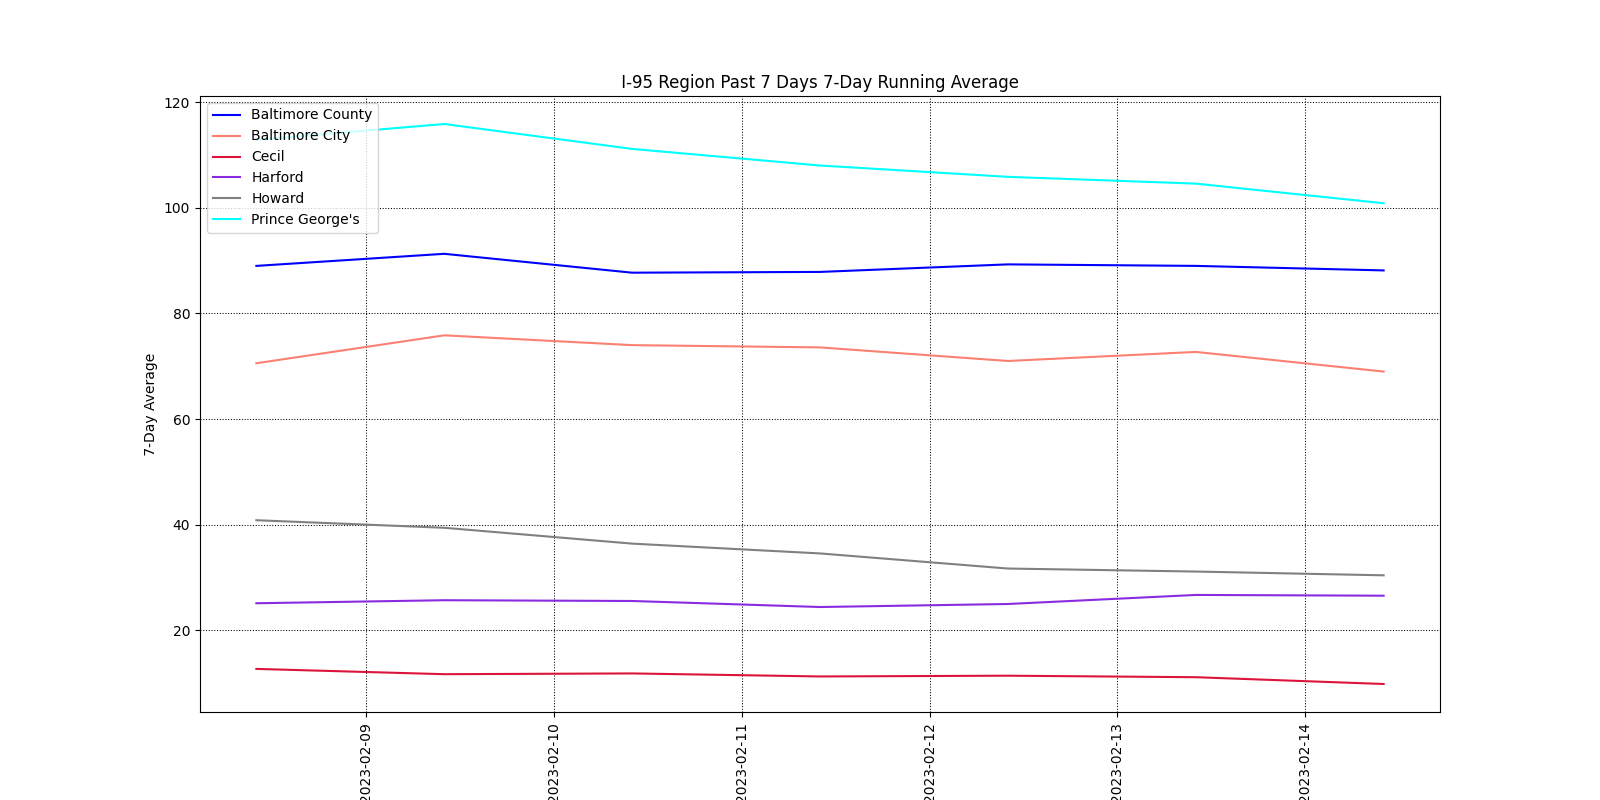 I-95 Region Past 7 Days 7-Day Running Average
Baltimore County
Baltimore City
Cecil
Harford
Howard
Prince George's
7-Day Average
120
100
80
60
40
20
2023-02-09
2023-02-10
2023-02-11
2023-02-12
2023-02-13
2023-02-14